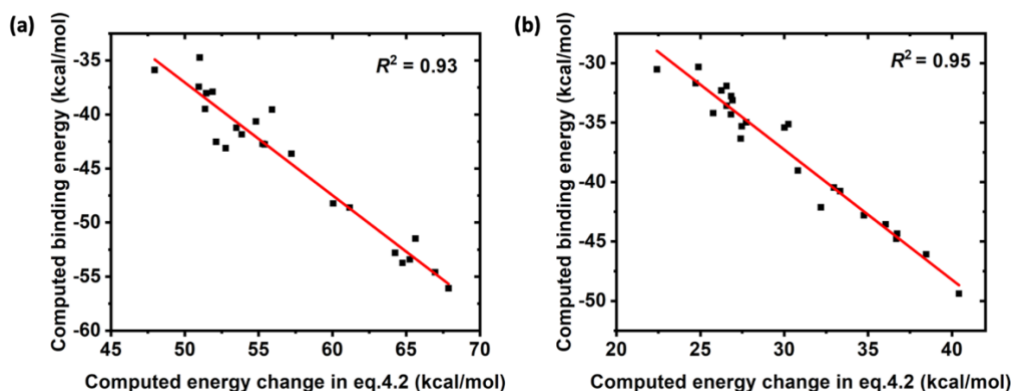 (a)
Computed binding energy (kcal/mol)
-35
-40
-45
-50
-55
-60
R² = 0.93
45 50 55 60 65 70
Computed energy change in eq.4.2 (kcal/mol)
(b)
Computed binding energy (kcal/mol)
-30
-35
-40
-45
-50
R² = 0.95
20 25 30 35 40
Computed energy change in eq.4.2 (kcal/mol)